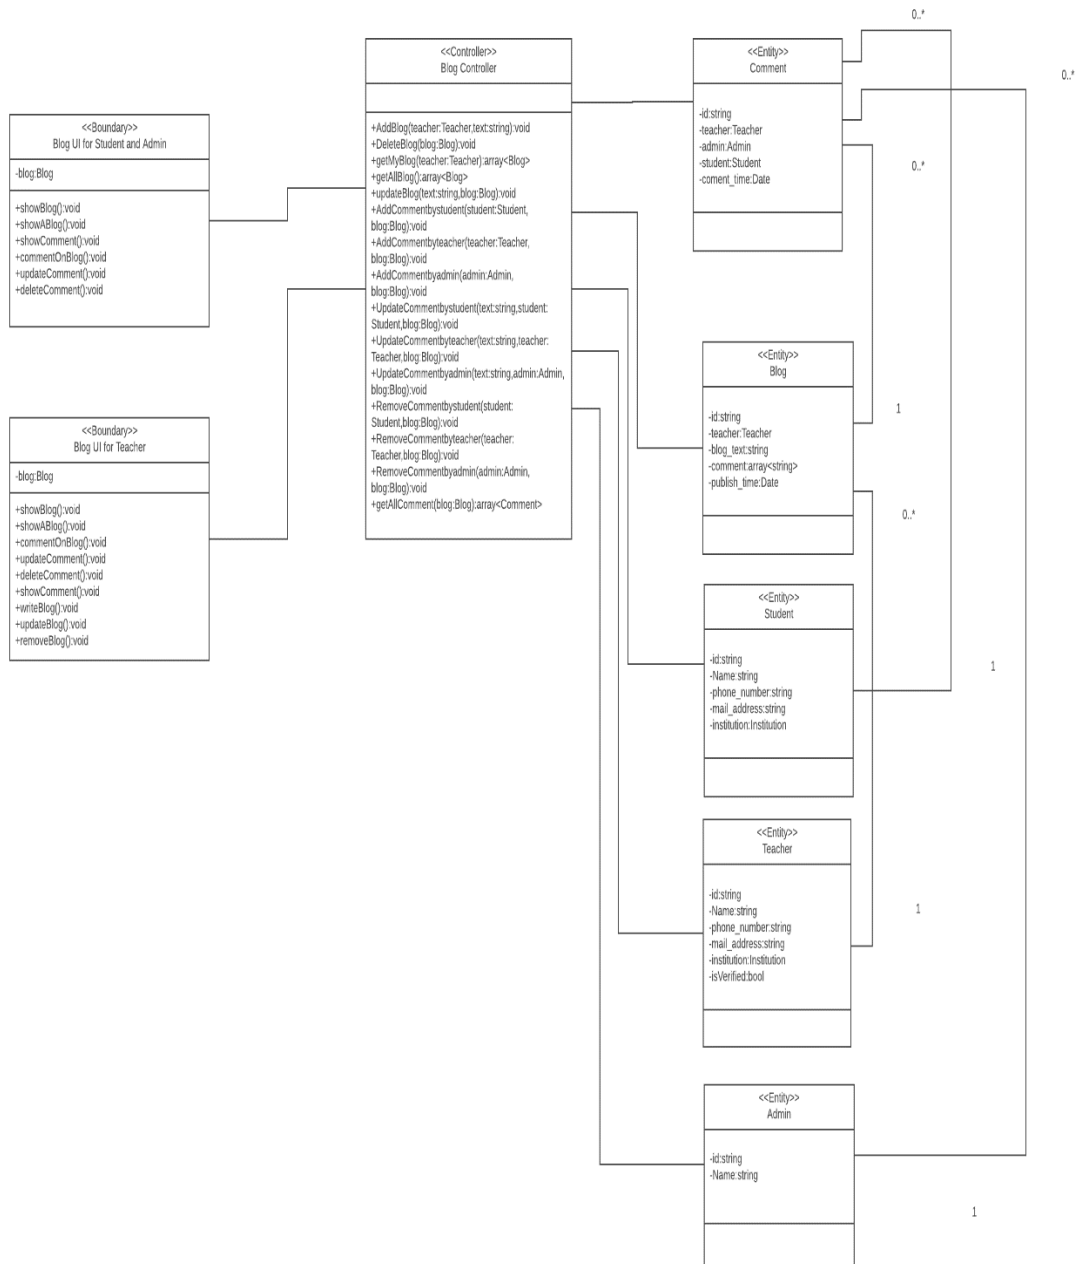 <<Boundary>>
Blog UI for Student and Admin
-blog:Blog
+showBlog():void
+showABlog():void
+showComment():void
+commentOnBlog():void
+updateComment():void
+deleteComment():void
<<Boundary>>
Blog UI for Teacher
-blog:Blog
+showBlog():void
+showABlog():void
+commentOnBlog():void
+updateComment():void
+deleteComment():void
+showComment():void
+writeBlog():void
+updateBlog():void
+removeBlog():void
<<Controller>>
Blog Controller
+AddBlog(teacher:Teacher,text:string):void
+DeleteBlog(blog:Blog):void
+getMyBlog(teacher:Teacher):array<Blog>
+getAllBlog():array<Blog>
+updateBlog(text:string,blog:Blog):void
+AddCommentbystudent(student:Student,
blog:Blog):void
+AddCommentbyteacher(teacher:Teacher,
blog:Blog):void
+AddCommentbyadmin(admin:Admin,
blog:Blog):void
+UpdateCommentbystudent(text:string,student:
Student,blog:Blog):void
+UpdateCommentbyteacher(text:string,teacher:
Teacher,blog:Blog):void
+UpdateCommentbyadmin(text:string,admin:Admin,
blog:Blog):void
+RemoveCommentbystudent(student:
Student,blog:Blog):void
+RemoveCommentbyteacher(teacher:
Teacher,blog:Blog):void
+RemoveCommentbyadmin(admin:Admin,
blog:Blog):void
+getAllComment(blog:Blog):array<Comment>
<<Entity>>
Comment
-id:string
-teacher:Teacher
-admin:Admin
-student:Student
-coment_time:Date
<<Entity>>
Blog
-id:string
-teacher:Teacher
-blog_text:string
-comment:array<string>
-publish_time:Date
<<Entity>>
Student
-id:string
-Name:string
-phone_number:string
-mail_address:string
-institution:Institution
<<Entity>>
Teacher
-id:string
-Name:string
-phone_number:string
-mail_address:string
-institution:Institution
-isVerified:bool
<<Entity>>
Admin
-id:string
-Name:string
0..*
0..*
0..*
1
0..*
1
1
1